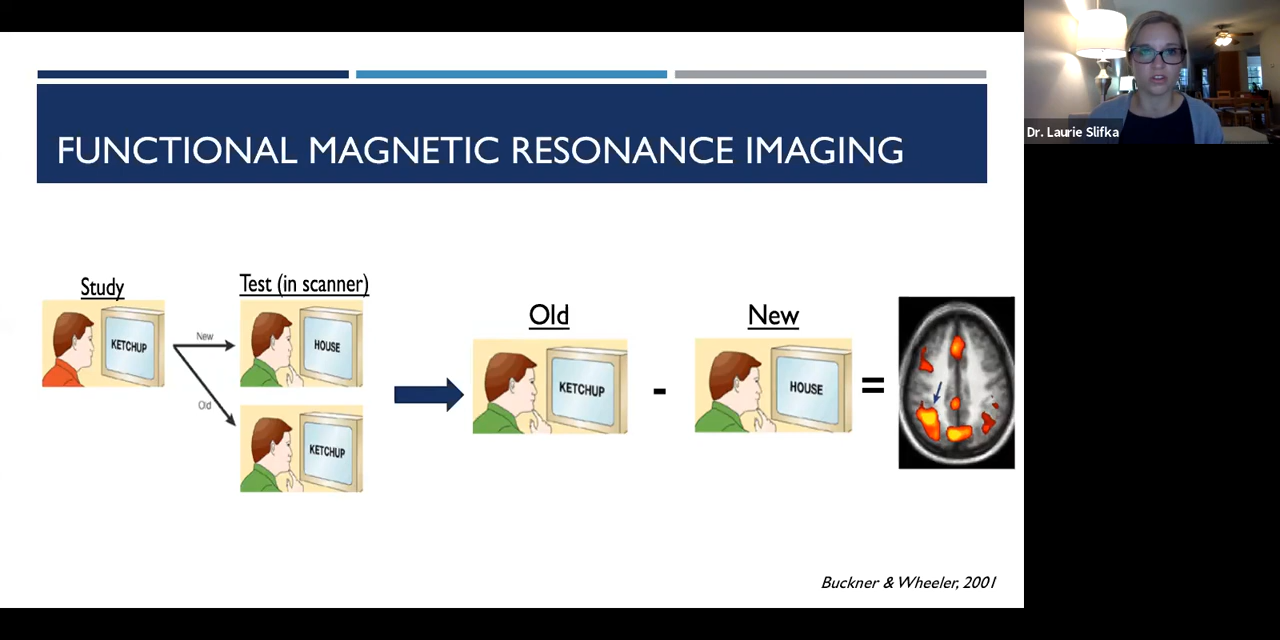 FUNCTIONAL MAGNETIC RESONANCE IMAGING
Dr. Laurie Slifka
Study
Test (in scanner)
KETCHUP
New
HOUSE
Old
KETCHUP
Old
New
KETCHUP
-
HOUSE
=
Buckner & Wheeler, 2001